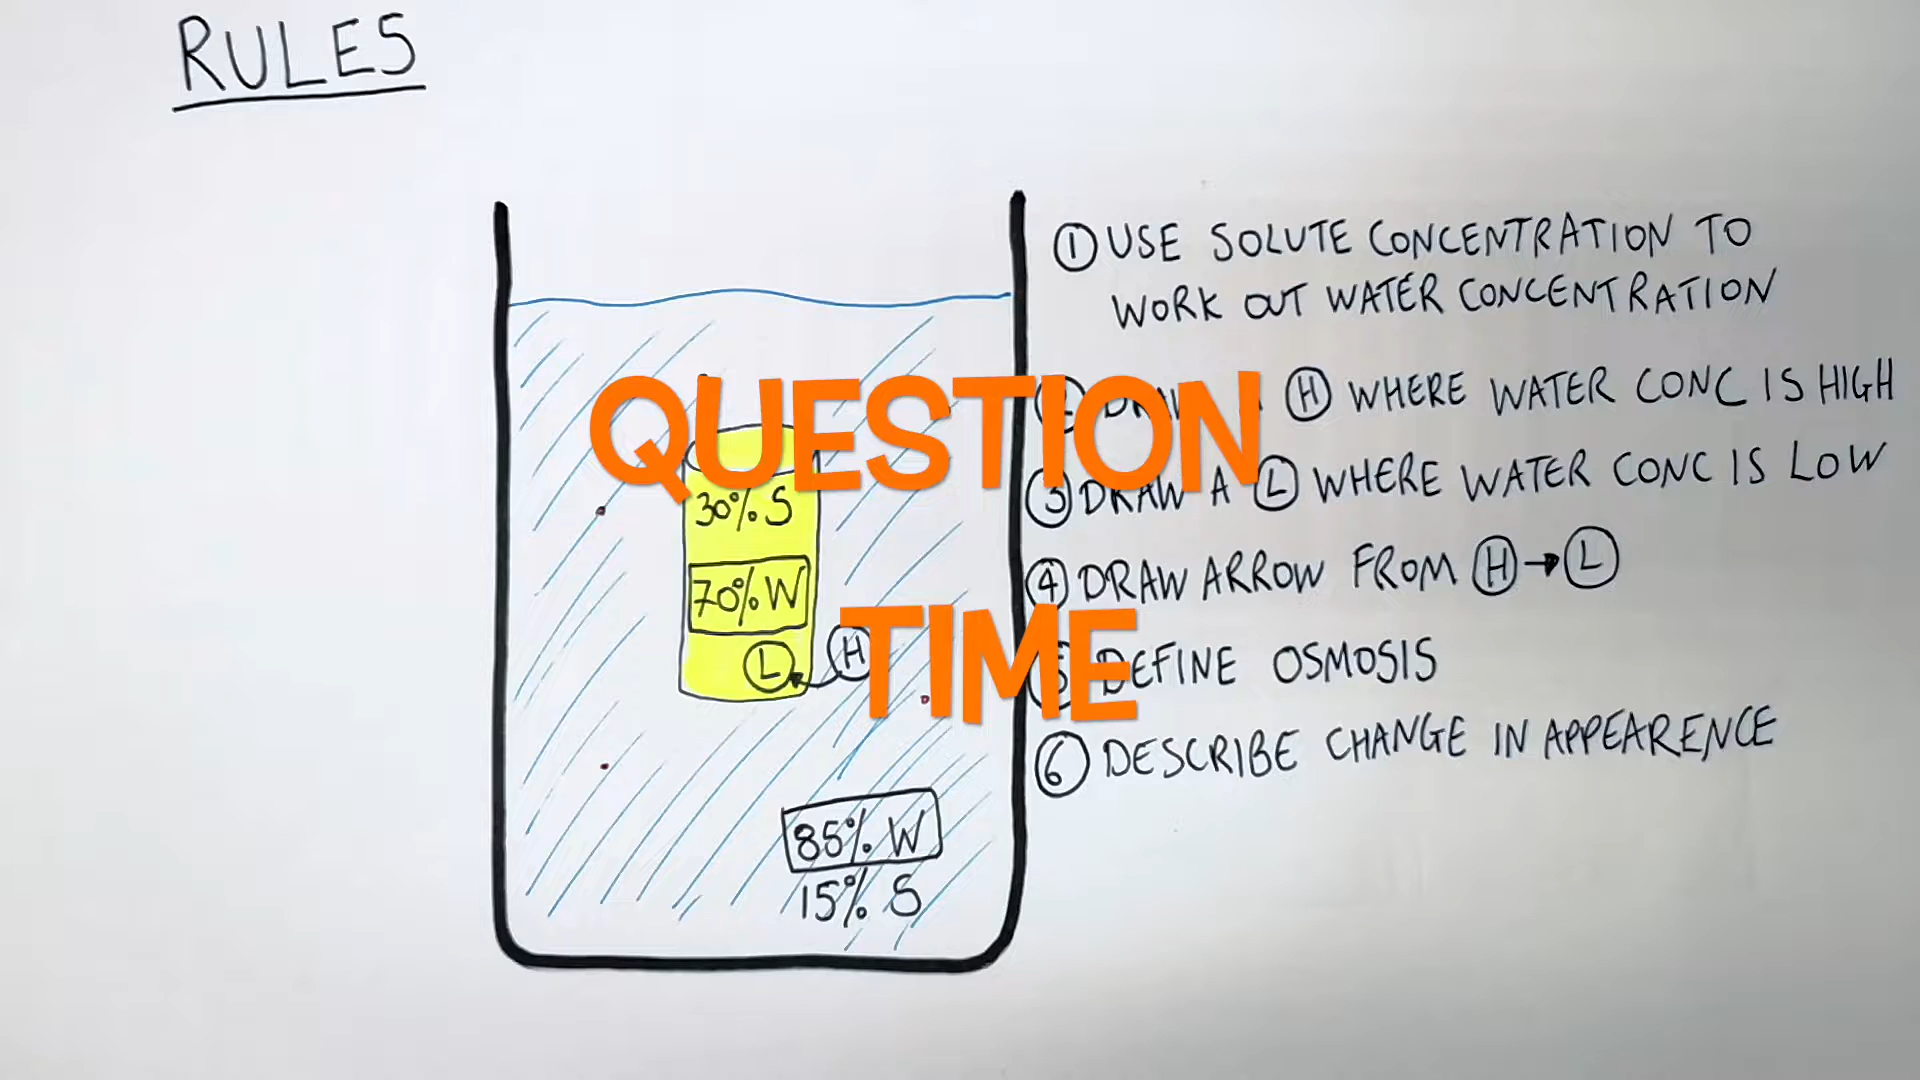 RULES
① USE SOLUTE CONCENTRATION TO
WORK OUT WATER CONCENTRATION
Ⓗ WHERE WATER CONC IS HIGH
③ DRAW A Ⓛ WHERE WATER CONC IS LOW
④ DRAW ARROW FROM Ⓗ→Ⓛ
DEFINE OSMOSIS
⑥ DESCRIBE CHANGE IN APPEARENCE
QUESTION
TIME
30% S
70% W
L H
85% W
15% S